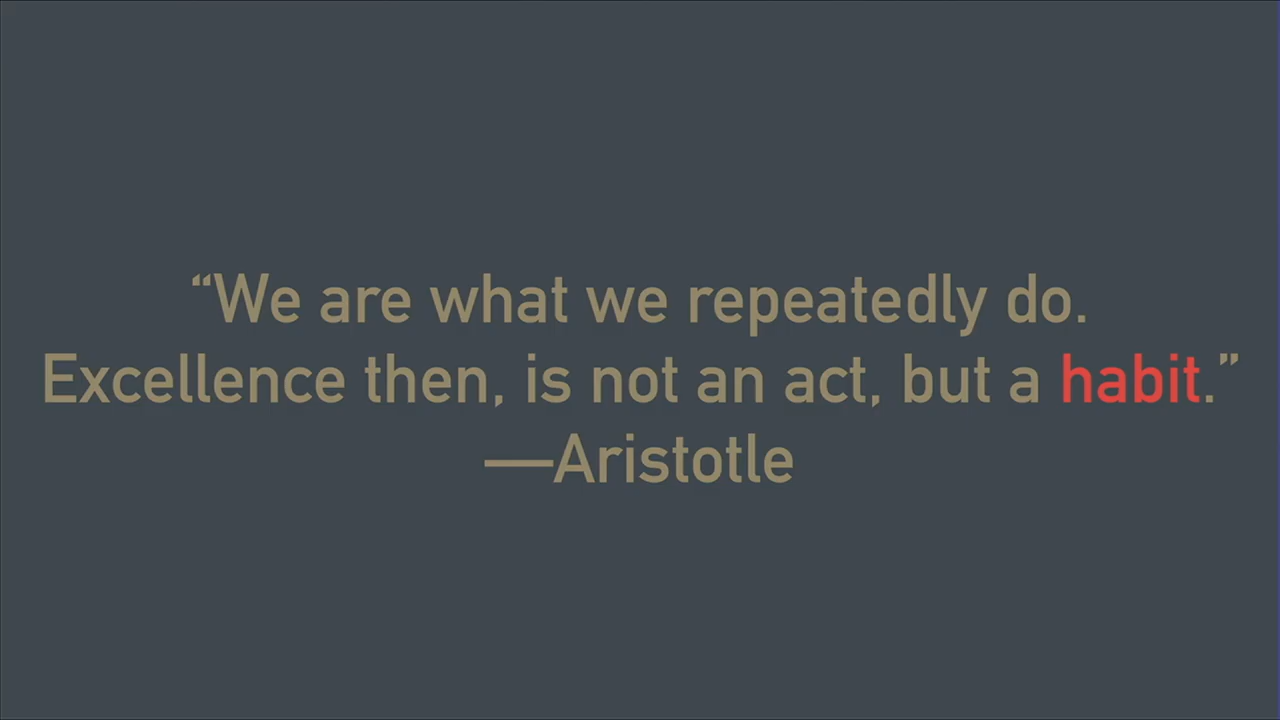 “We are what we repeatedly do.
Excellence then, is not an act, but a habit.”
—Aristotle